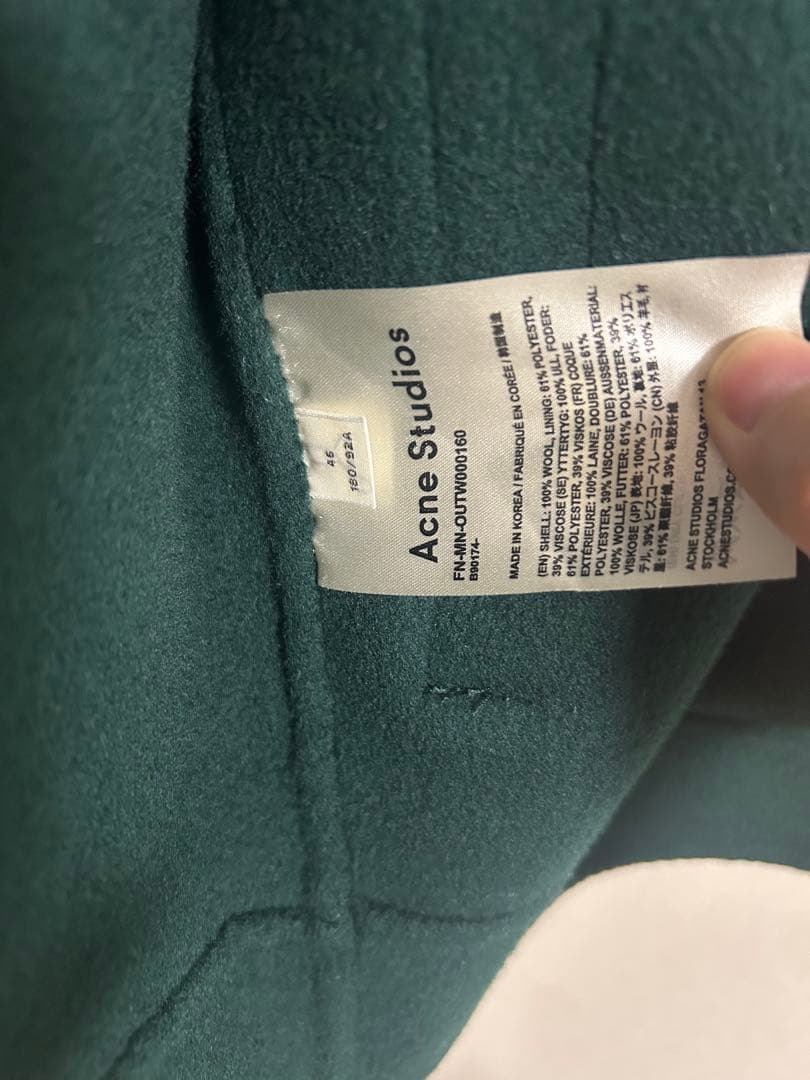 46
180/92A
Acne Studios
FN-MN-OUTW000160
B90174-
MADE IN KOREA / FABRIQUÉ EN CORÉE / 韩国制造
(EN) SHELL: 100% WOOL, LINING: 61% POLYESTER,
39% VISCOSE (SE) YTTERTYG: 100% ULL, FODER:
61% POLYESTER, 39% VISKOS (FR) COQUE
EXTÉRIEURE: 100% LAINE, DOUBLURE: 61%
POLYESTER, 39% VISCOSE (DE) AUSSENMATERIAL:
100% WOLLE, FUTTER: 61% POLYESTER, 39%
VISKOSE (JP) 表地: 100% ウール, 裏地: 61% ポリエス
テル, 39% ビスコースレーヨン (CN) 外层: 100% 羊毛, 衬
里: 61% 聚酯纤维, 39% 粘胶纤维
ACNE STUDIOS
STOCKHOLM